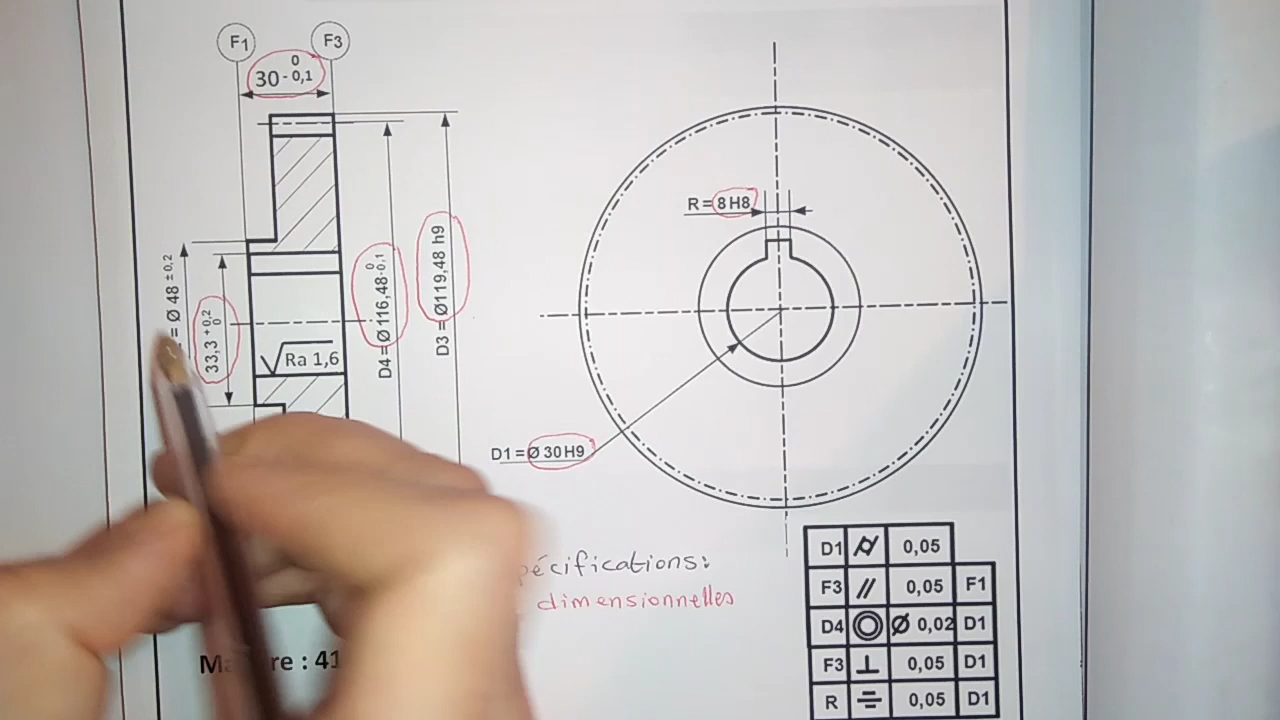 F1
F3
30 0 -0,1
Ø 48 ±0,2
33,3 +0,2 0
Ra 1,6
D4 = Ø 116,48 0 -0,1
D3 = Ø119,48 h9
R = 8 H8
D1 = Ø 30 H9
pécifications:
dimensionnelles
D1 0,05
F3 // 0,05 F1
D4 Ø 0,02 D1
F3 ⊥ 0,05 D1
R 0,05 D1
: 41